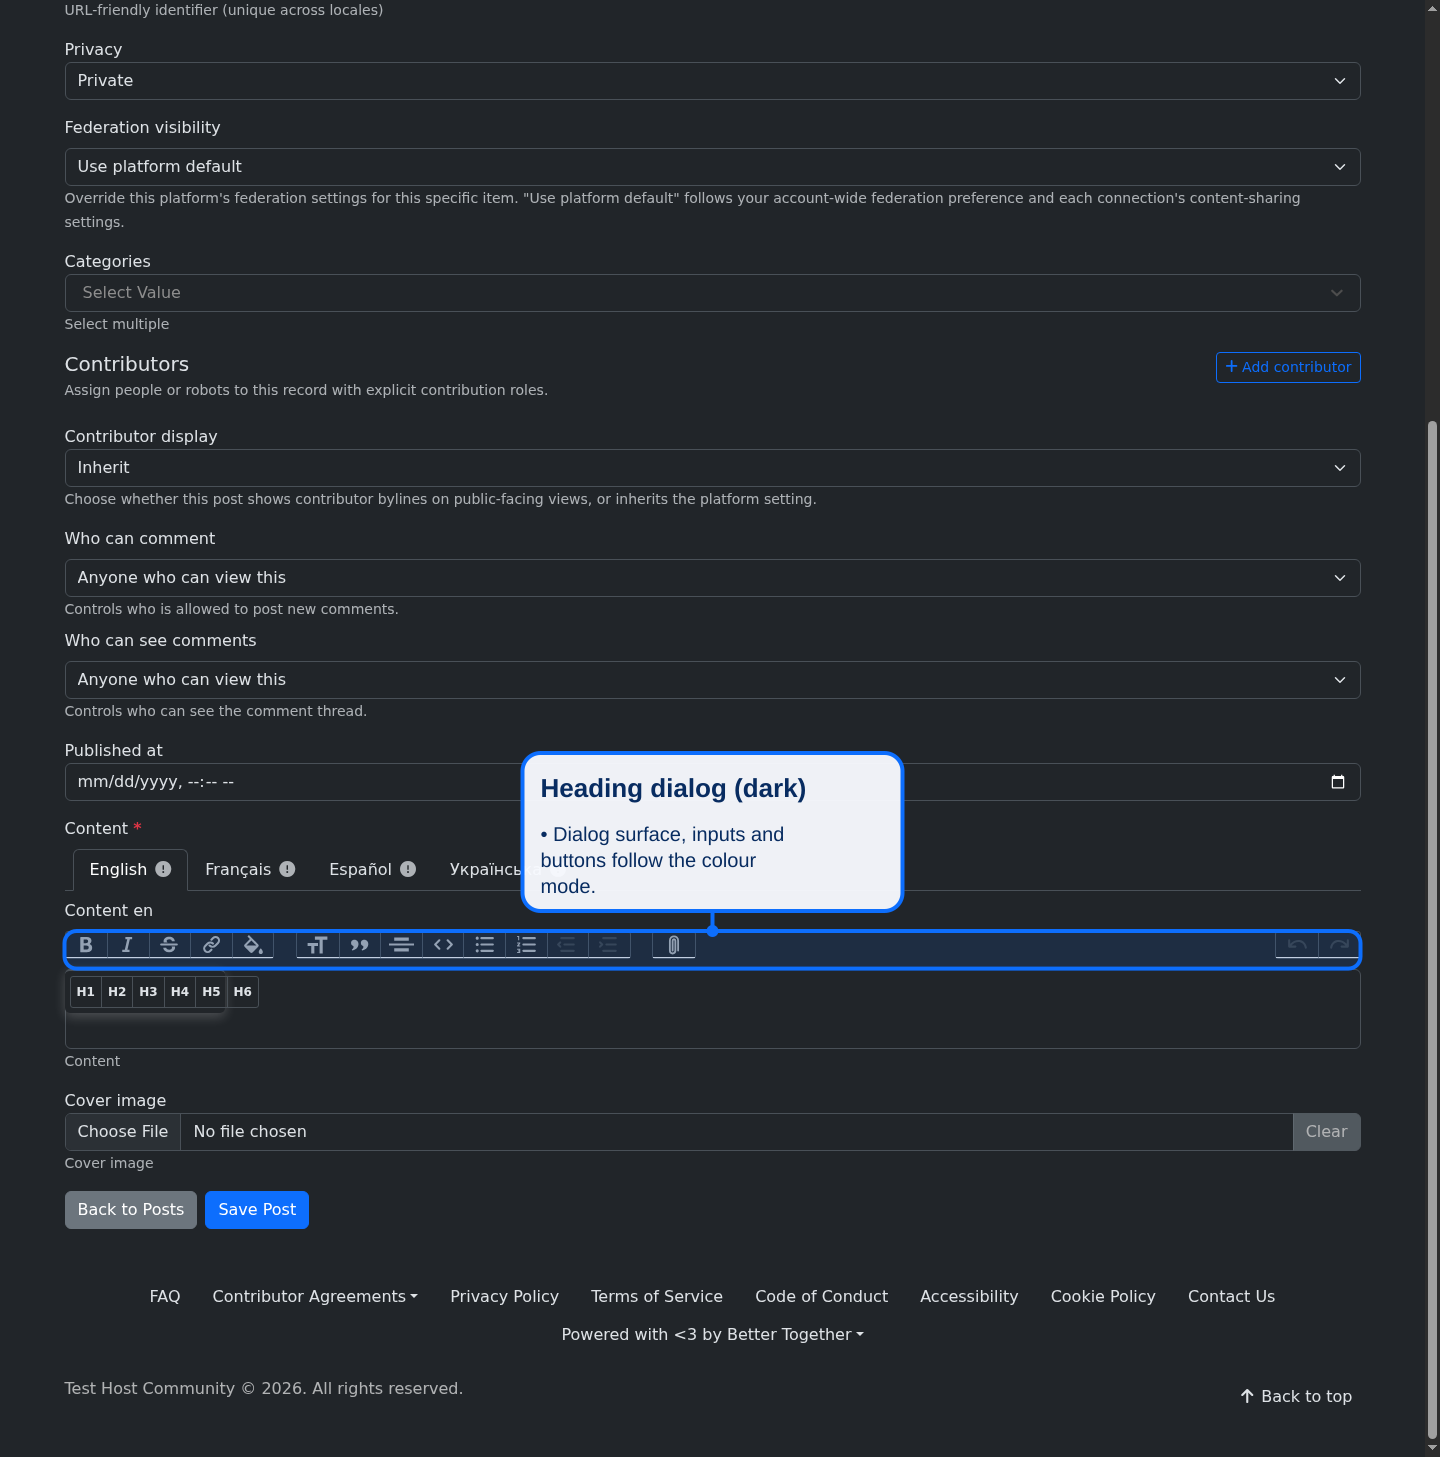 URL-friendly identifier (unique across locales)
Privacy
Private
Federation visibility
Use platform default
Override this platform's federation settings for this specific item. "Use platform default" follows your account-wide federation preference and each connection's content-sharing
settings.
Categories
Select Value
Select multiple
Contributors
Add contributor
Assign people or robots to this record with explicit contribution roles.
Contributor display
Inherit
Choose whether this post shows contributor bylines on public-facing views, or inherits the platform setting.
Who can comment
Anyone who can view this
Controls who is allowed to post new comments.
Who can see comments
Anyone who can view this
Controls who can see the comment thread.
Published at
mm/dd/yyyy, --:-- --
Heading dialog (dark)
• Dialog surface, inputs and
buttons follow the colour
mode.
Content *
English Français Español
Content en
H1 H2 H3 H4 H5 H6
Content
Cover image
Choose File No file chosen Clear
Cover image
Back to Posts Save Post
FAQ Contributor Agreements Privacy Policy Terms of Service Code of Conduct Accessibility Cookie Policy Contact Us
Powered with <3 by Better Together
Test Host Community © 2026. All rights reserved.
Back to top